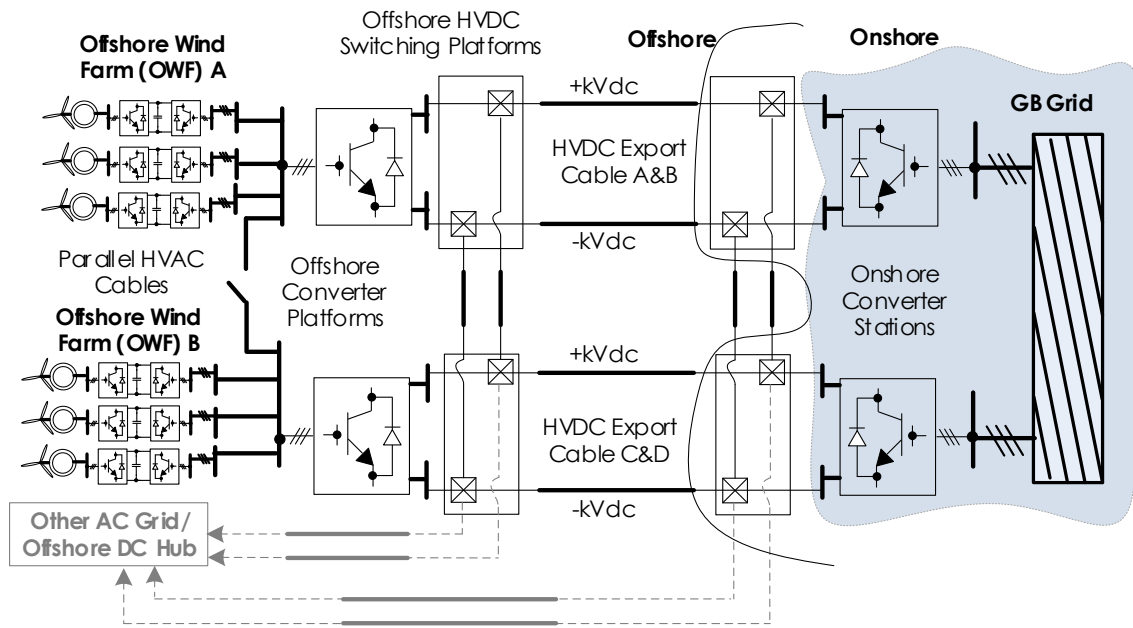 Offshore HVDC
Switching Platforms
Offshore Wind
Farm (OWF) A
Offshore
Onshore
+kVdc
GB Grid
HVDC Export
Cable A&B
-kVdc
Parallel HVAC
Cables
Offshore
Converter
Platforms
Onshore
Converter
Stations
Offshore Wind
Farm (OWF) B
+kVdc
HVDC Export
Cable C&D
-kVdc
Other AC Grid/
Offshore DC Hub